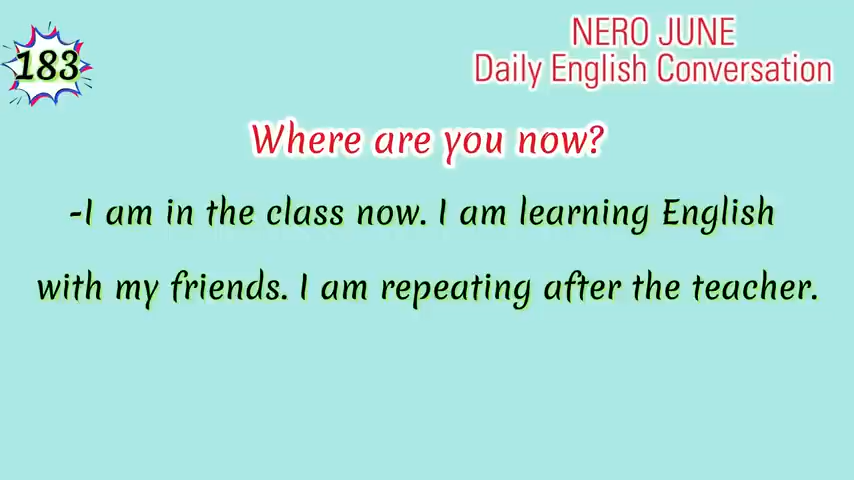 183
NERO JUNE
Daily English Conversation
Where are you now?
-I am in the class now. I am learning English
with my friends. I am repeating after the teacher.